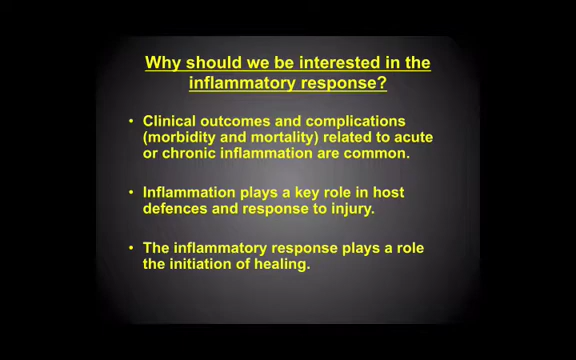 Why should we be interested in the
inflammatory response?
• Clinical outcomes and complications
(morbidity and mortality) related to acute
or chronic inflammation are common.
• Inflammation plays a key role in host
defences and response to injury.
• The inflammatory response plays a role
the initiation of healing.